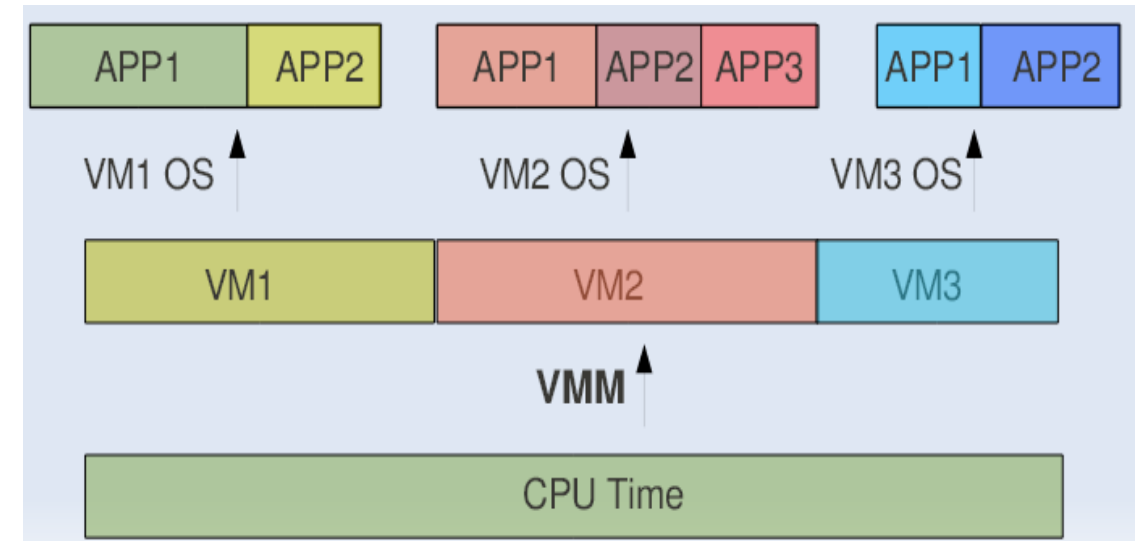 APP1 APP2 APP1 APP2 APP3 APP1 APP2
VM1 OS VM2 OS VM3 OS
VM1 VM2 VM3
VMM
CPU Time